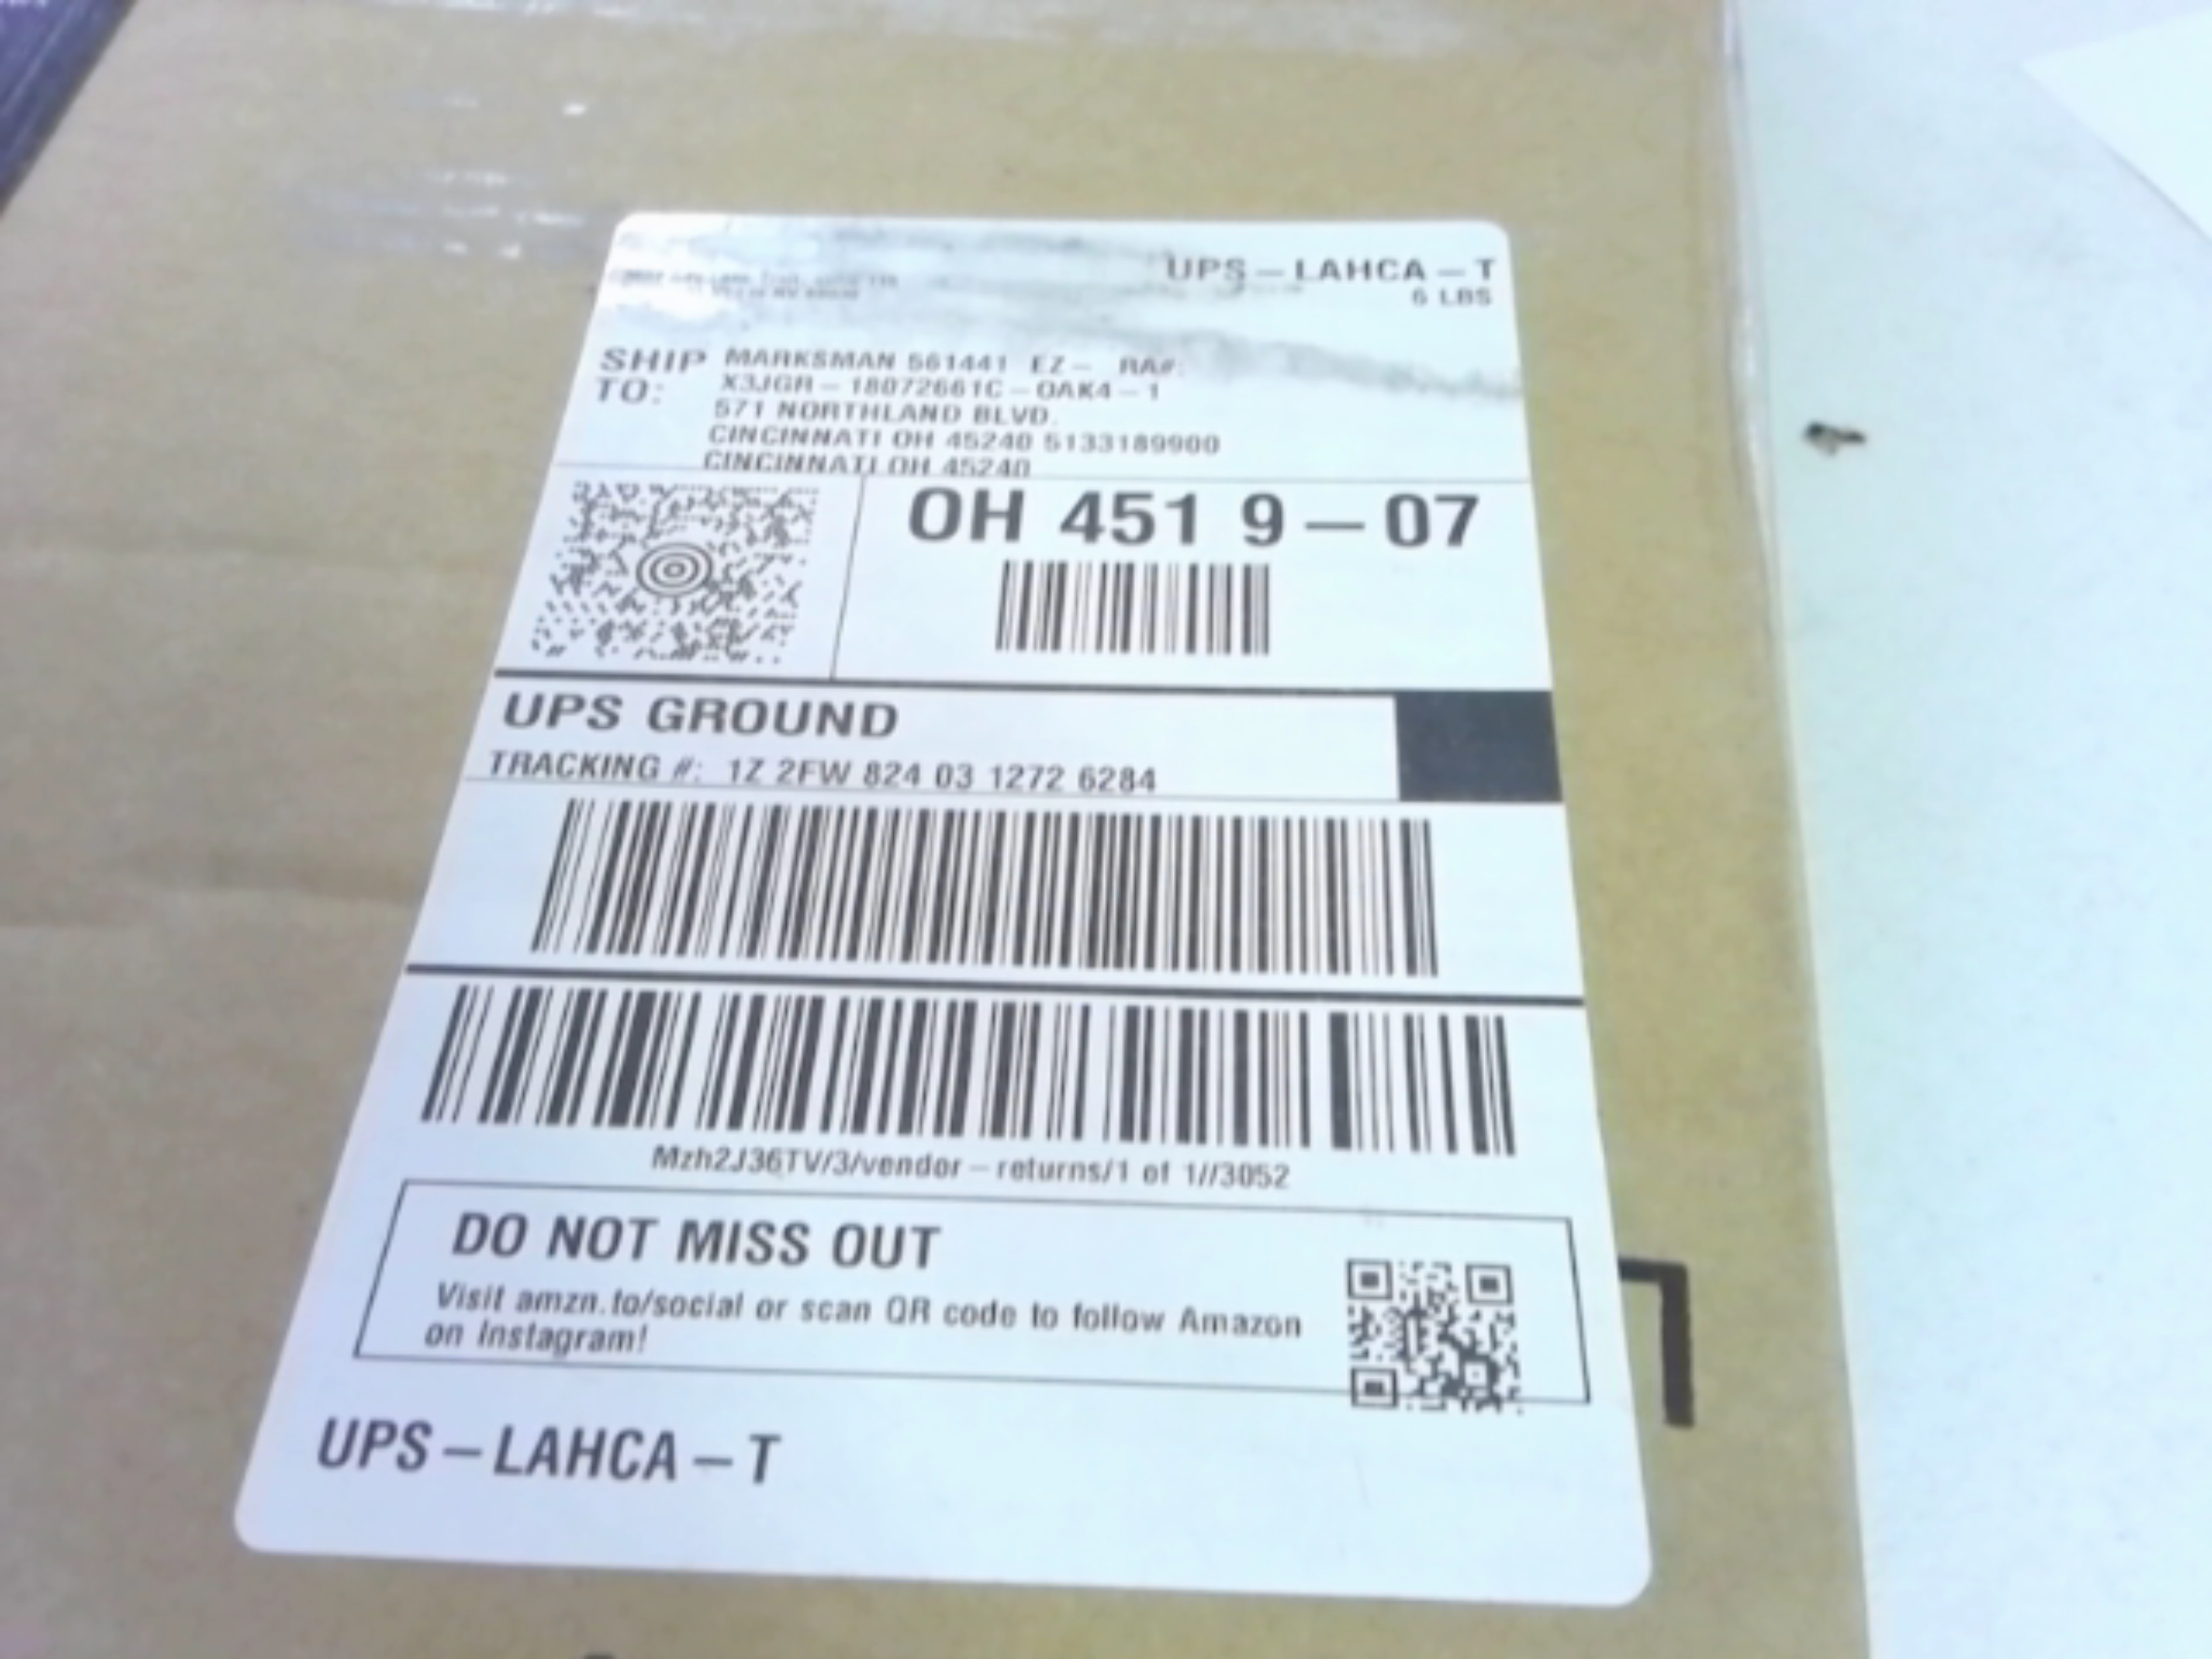 UPS – LAHCA – T
6 LBS
SHIP TO:
MARKSMAN 561441 EZ – RA#:
X3JGR – 18072661C – OAK4 – 1
571 NORTHLAND BLVD.
CINCINNATI OH 45240 5133189900
CINCINNATI OH 45240
OH 451 9 – 07
UPS GROUND
TRACKING #: 1Z 2FW 824 03 1272 6284
Mzh2J36TV/3/vendor – returns/1 of 1//3052
DO NOT MISS OUT
Visit amzn.to/social or scan QR code to follow Amazon
on Instagram!
UPS – LAHCA – T